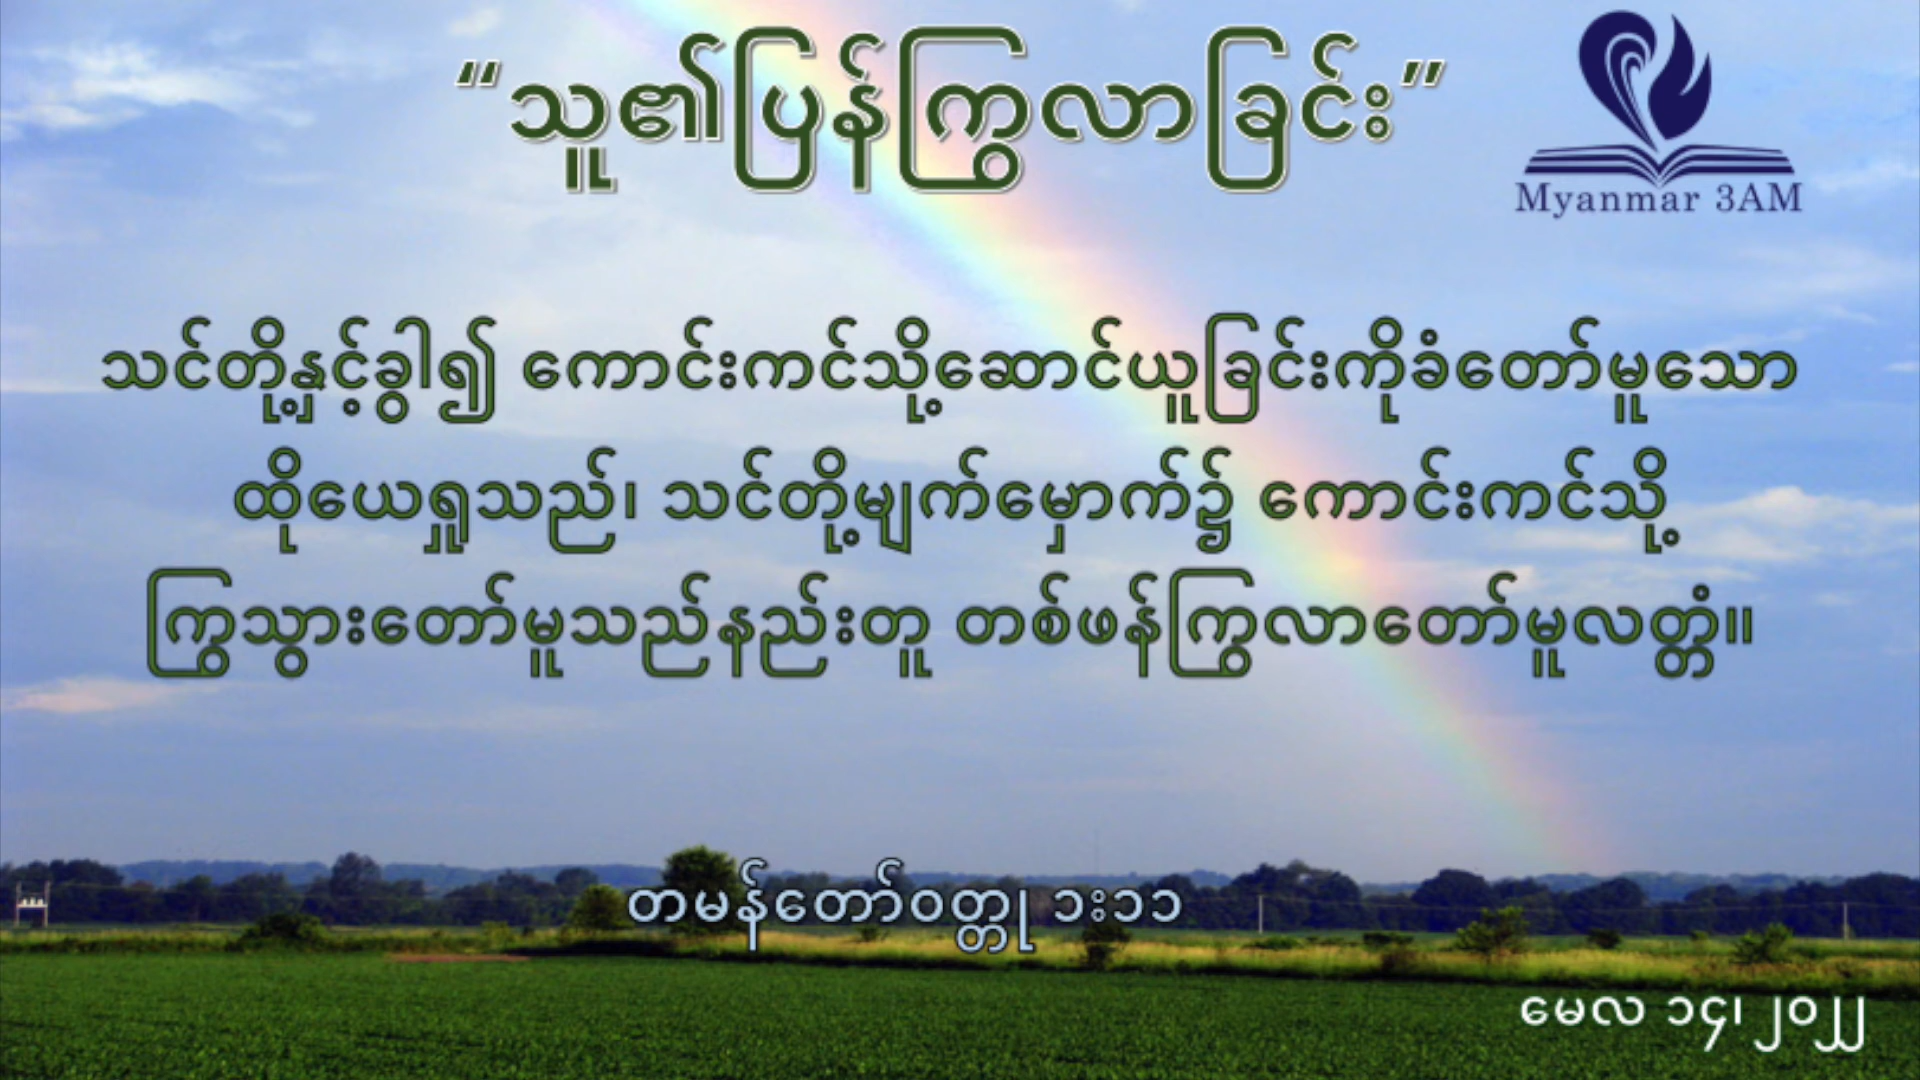 “သူ၏ပြန်ကြွလာခြင်း”
Myanmar 3AM
သင်တို့နှင့်ခွါ၍ ကောင်းကင်သို့ဆောင်ယူခြင်းကိုခံတော်မူသော
ထိုယေရှုသည်၊ သင်တို့မျက်မှောက်၌ ကောင်းကင်သို့
ကြွသွားတော်မူသည်နည်းတူ တစ်ဖန်ကြွလာတော်မူလတ္တံ။
တမန်တော်ဝတ္တု ၁း၁၁
မေလ ၁၄၊ ၂၀၂၂